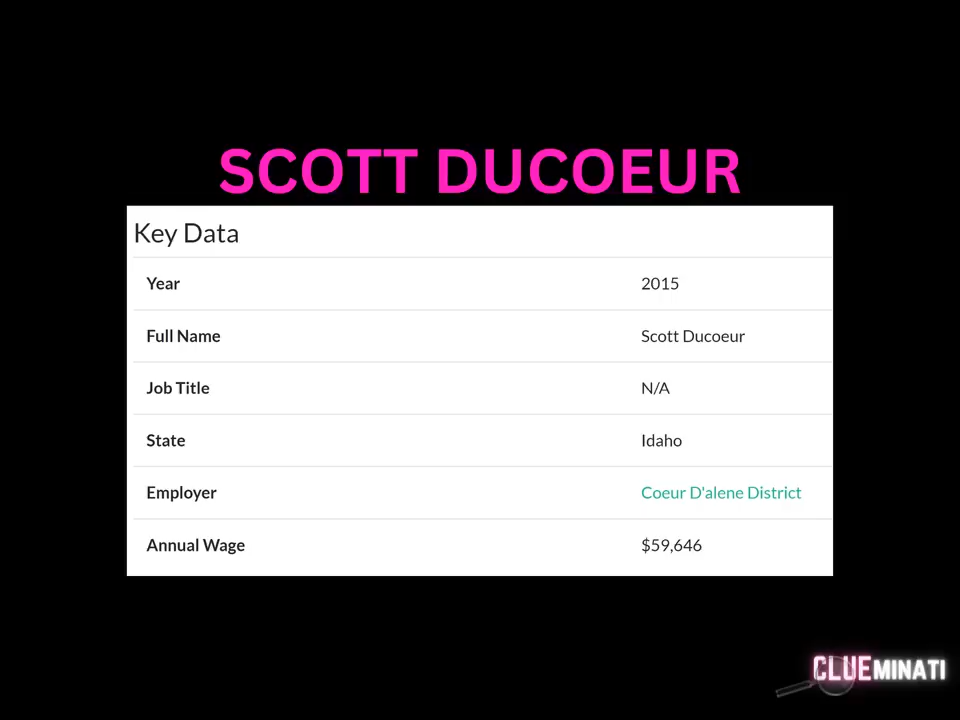 SCOTT DUCOEUR
Key Data
Year 2015
Full Name Scott Ducoeur
Job Title N/A
State Idaho
Employer Coeur D'alene District
Annual Wage $59,646
CLUEMINATI